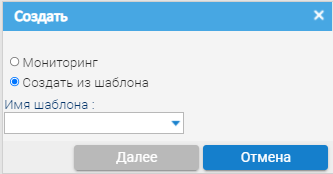 Создать
Мониторинг
Создать из шаблона
Имя шаблона :
Далее
Отмена